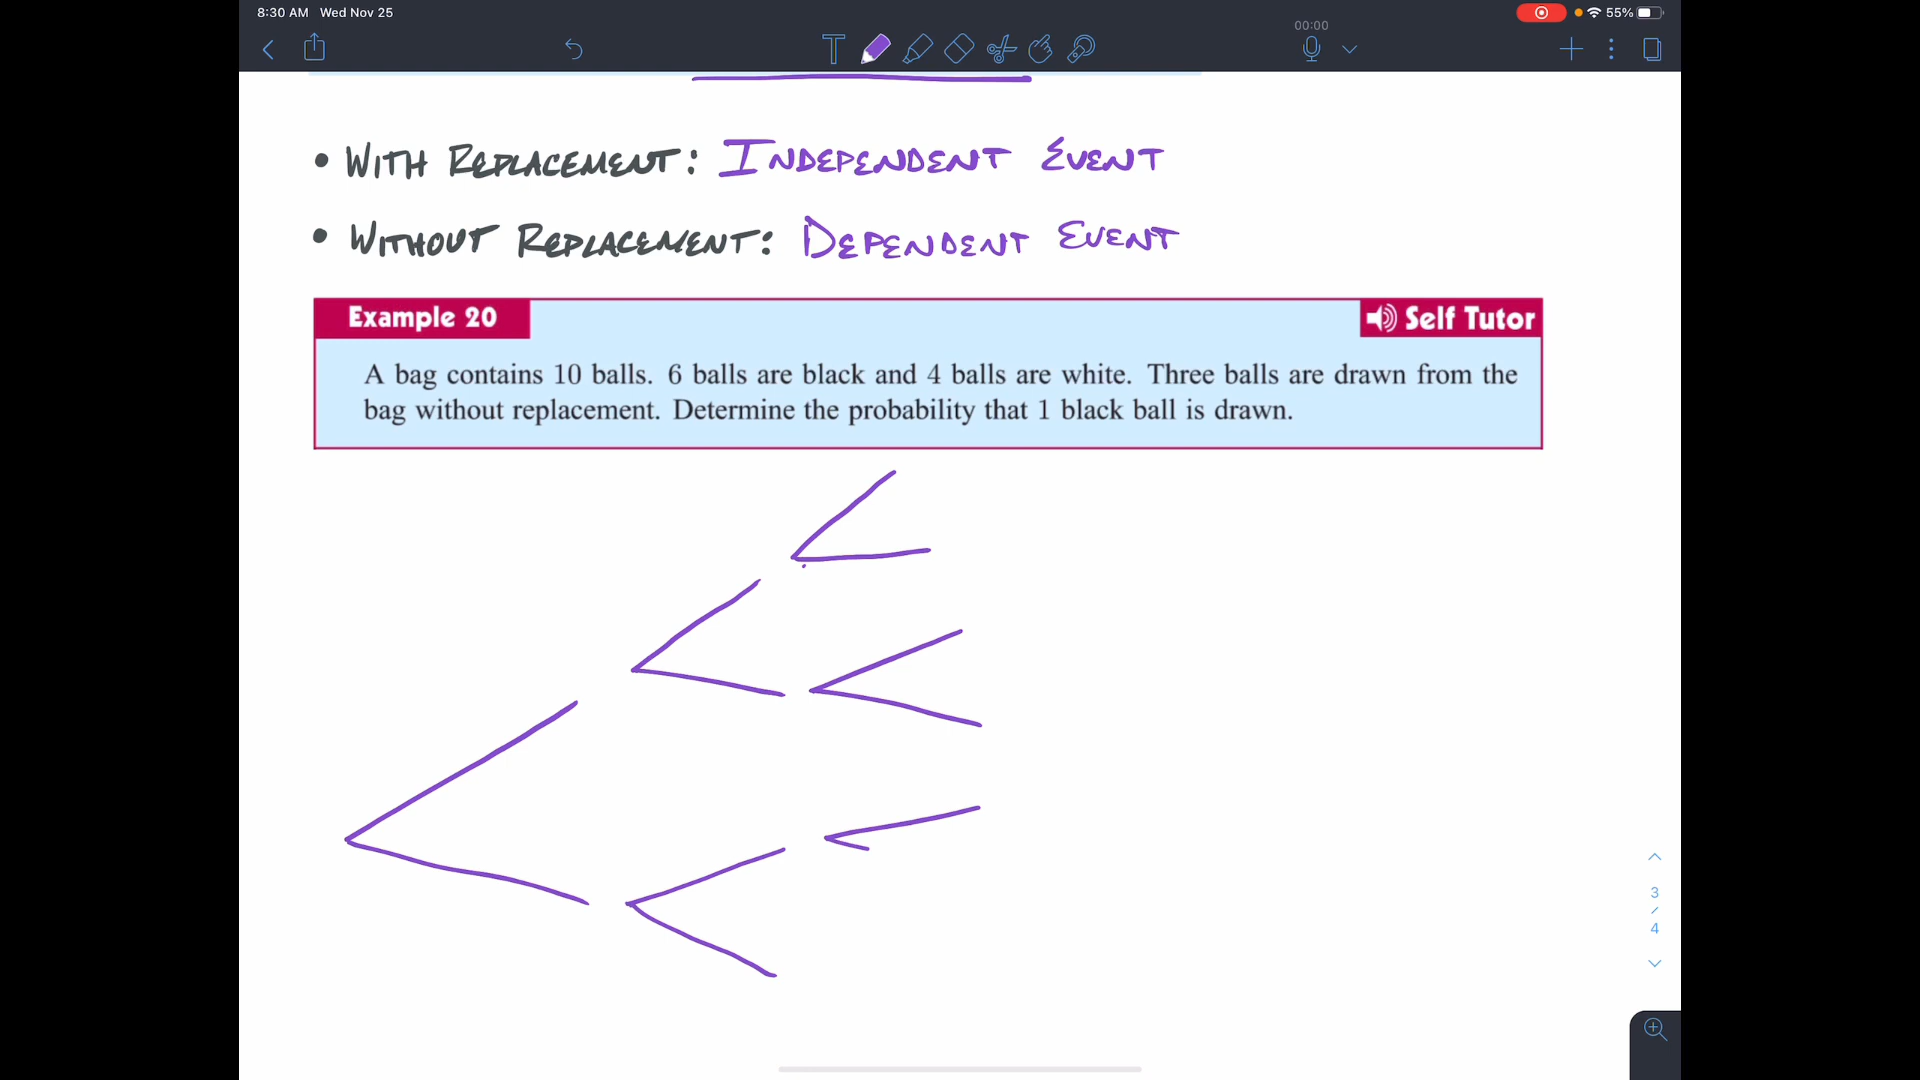 8:30 AM Wed Nov 25
55%
00:00
• WITH REPLACEMENT: INDEPENDENT EVENT
• WITHOUT REPLACEMENT: DEPENDENT EVENT
Example 20
Self Tutor
A bag contains 10 balls. 6 balls are black and 4 balls are white. Three balls are drawn from the
bag without replacement. Determine the probability that 1 black ball is drawn.
3
/
4